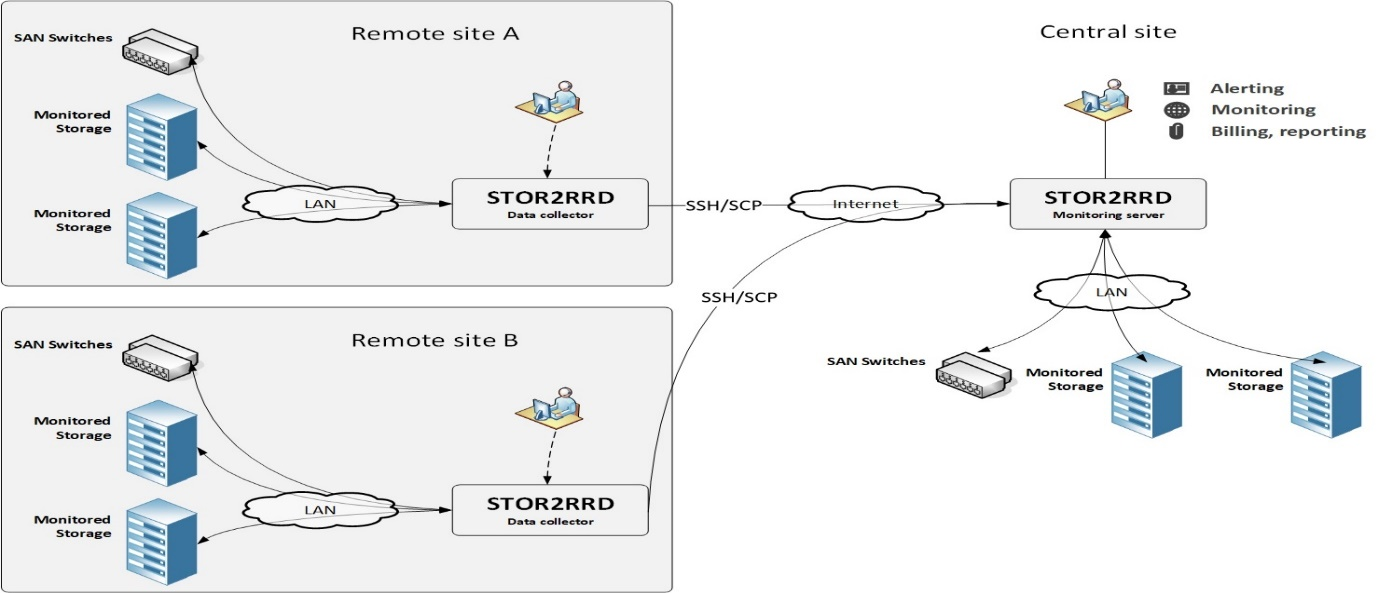 Remote site A
SAN Switches
Monitored
Storage
Monitored
Storage
LAN
STOR2RRD
Data collector
SSH/SCP
Internet
Central site
Alerting
Monitoring
Billing, reporting
STOR2RRD
Monitoring server
LAN
SAN Switches
Monitored
Storage
Monitored
Storage
SSH/SCP
Remote site B
SAN Switches
Monitored
Storage
Monitored
Storage
LAN
STOR2RRD
Data collector